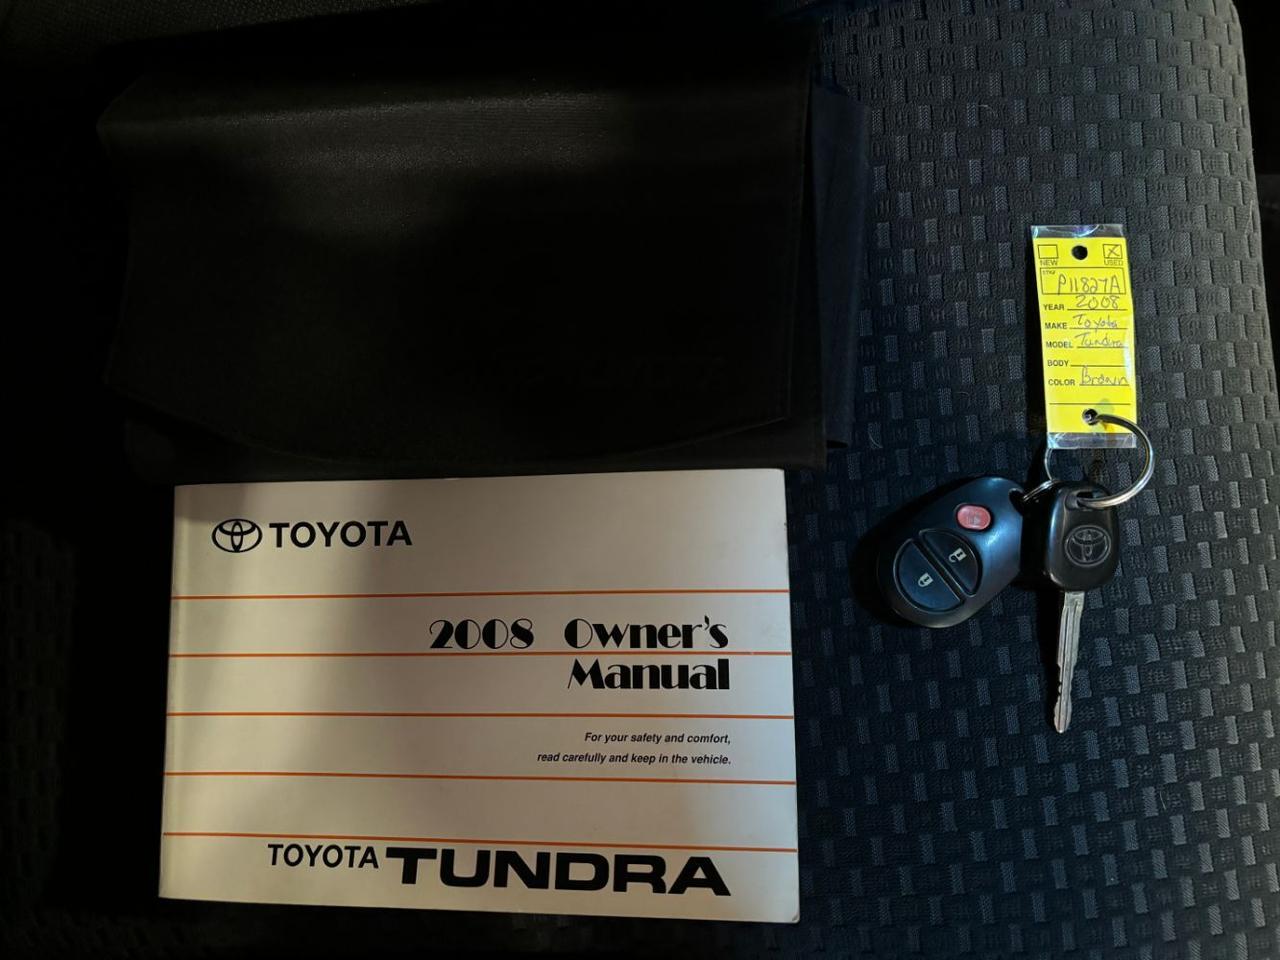 TOYOTA
2008 Owner's
Manual
For your safety and comfort,
read carefully and keep in the vehicle.
TOYOTA TUNDRA
NEW USED
STK# P11827A
YEAR 2008
MAKE Toyota
MODEL Tundra
BODY
COLOR Brown